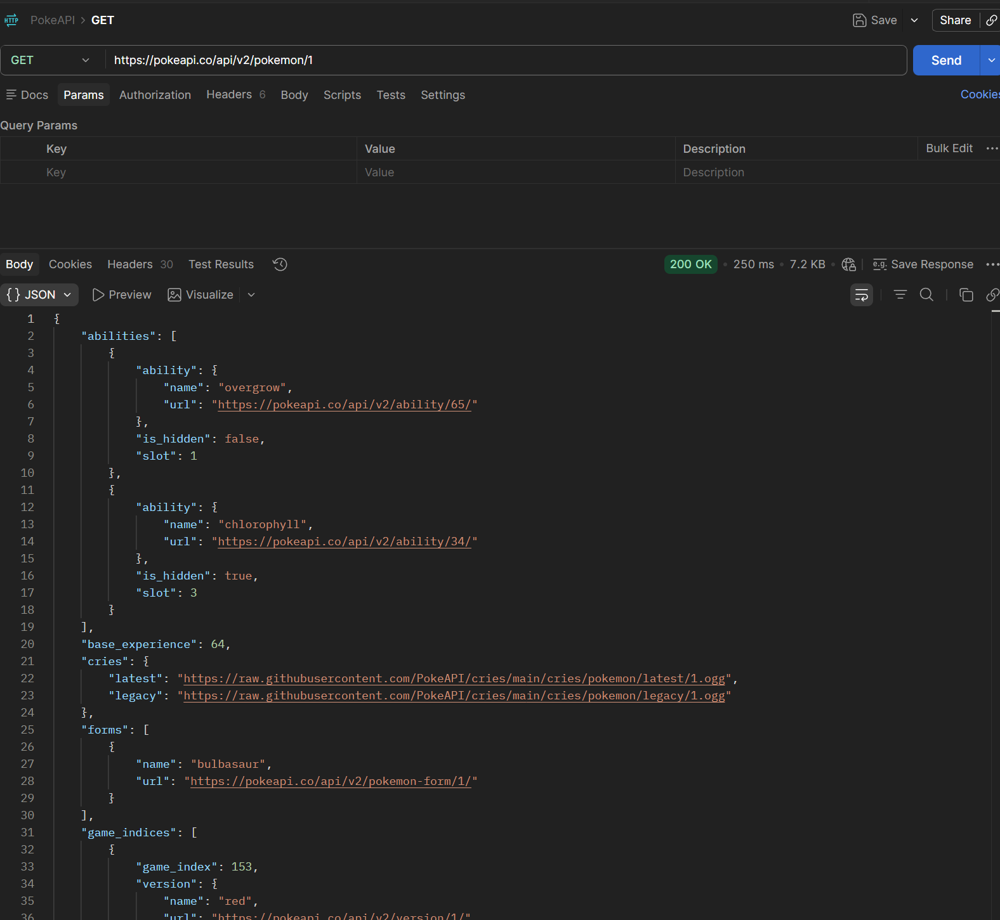 HTTP PokeAPI > GET Save Share
GET https://pokeapi.co/api/v2/pokemon/1 Send
Docs Params Authorization Headers 6 Body Scripts Tests Settings Cookies
Query Params
Key Value Description Bulk Edit
Key Value Description
Body Cookies Headers 30 Test Results 200 OK • 250 ms • 7.2 KB • e.g. Save Response
{} JSON Preview Visualize
1 {
2 "abilities": [
3 {
4 "ability": {
5 "name": "overgrow",
6 "url": "https://pokeapi.co/api/v2/ability/65/"
7 },
8 "is_hidden": false,
9 "slot": 1
10 },
11 {
12 "ability": {
13 "name": "chlorophyll",
14 "url": "https://pokeapi.co/api/v2/ability/34/"
15 },
16 "is_hidden": true,
17 "slot": 3
18 }
19 ],
20 "base_experience": 64,
21 "cries": {
22 "latest": "https://raw.githubusercontent.com/PokeAPI/cries/main/cries/pokemon/latest/1.ogg",
23 "legacy": "https://raw.githubusercontent.com/PokeAPI/cries/main/cries/pokemon/legacy/1.ogg"
24 },
25 "forms": [
26 {
27 "name": "bulbasaur",
28 "url": "https://pokeapi.co/api/v2/pokemon-form/1/"
29 }
30 ],
31 "game_indices": [
32 {
33 "game_index": 153,
34 "version": {
35 "name": "red",
36 "url": "https://pokeapi.co/api/v2/version/1/"